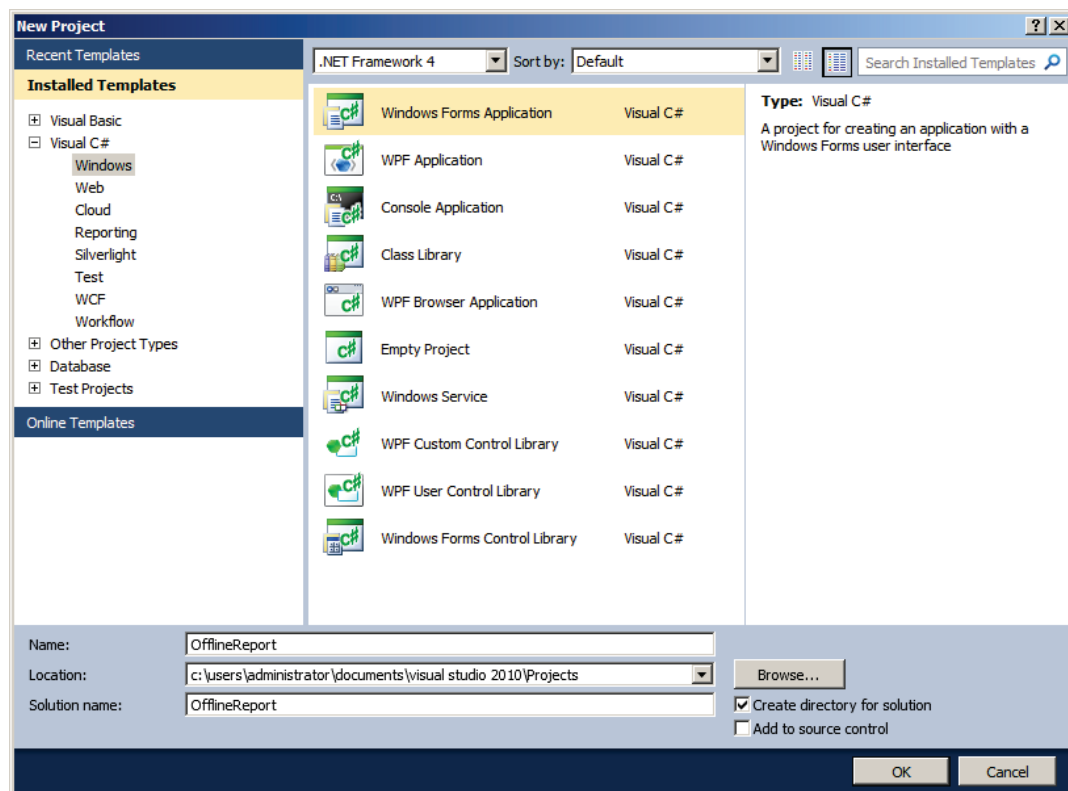 New Project
Recent Templates
Installed Templates
Visual Basic
Visual C#
Windows
Web
Cloud
Reporting
Silverlight
Test
WCF
Workflow
Other Project Types
Database
Test Projects
Online Templates
.NET Framework 4 Sort by: Default Search Installed Templates
Windows Forms Application Visual C#
WPF Application Visual C#
Console Application Visual C#
Class Library Visual C#
WPF Browser Application Visual C#
Empty Project Visual C#
Windows Service Visual C#
WPF Custom Control Library Visual C#
WPF User Control Library Visual C#
Windows Forms Control Library Visual C#
Type: Visual C#
A project for creating an application with a
Windows Forms user interface
Name: OfflineReport
Location: c:\users\administrator\documents\visual studio 2010\Projects Browse...
Solution name: OfflineReport Create directory for solution
Add to source control
OK Cancel